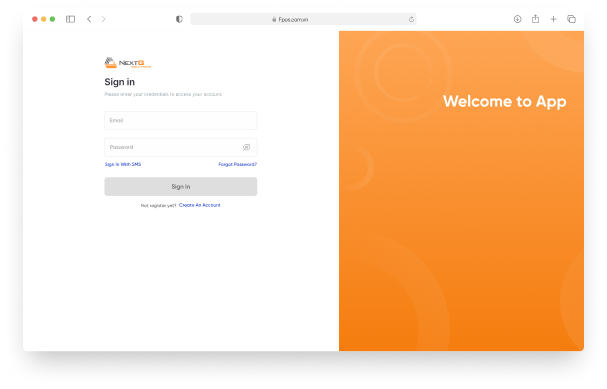 Fpos.com.vn
NextG
Sign in
Please enter your credentials to access your account.
Email
Password
Sign In With SMS
Forgot Password?
Sign In
Not register yet? Create An Account
Welcome to App